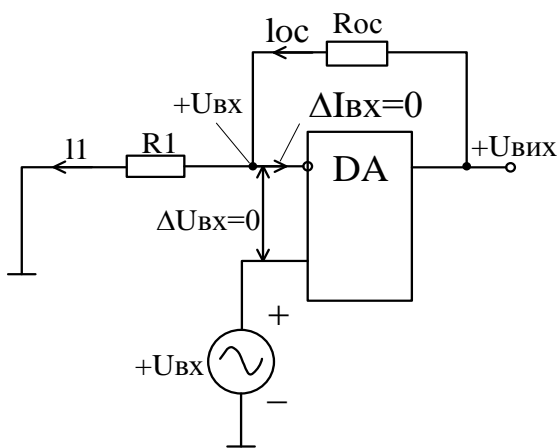 Ioc
Roc
+Uвх
ΔIвх=0
I1
R1
DA
+Uвих
ΔUвх=0
+
+Uвх
−